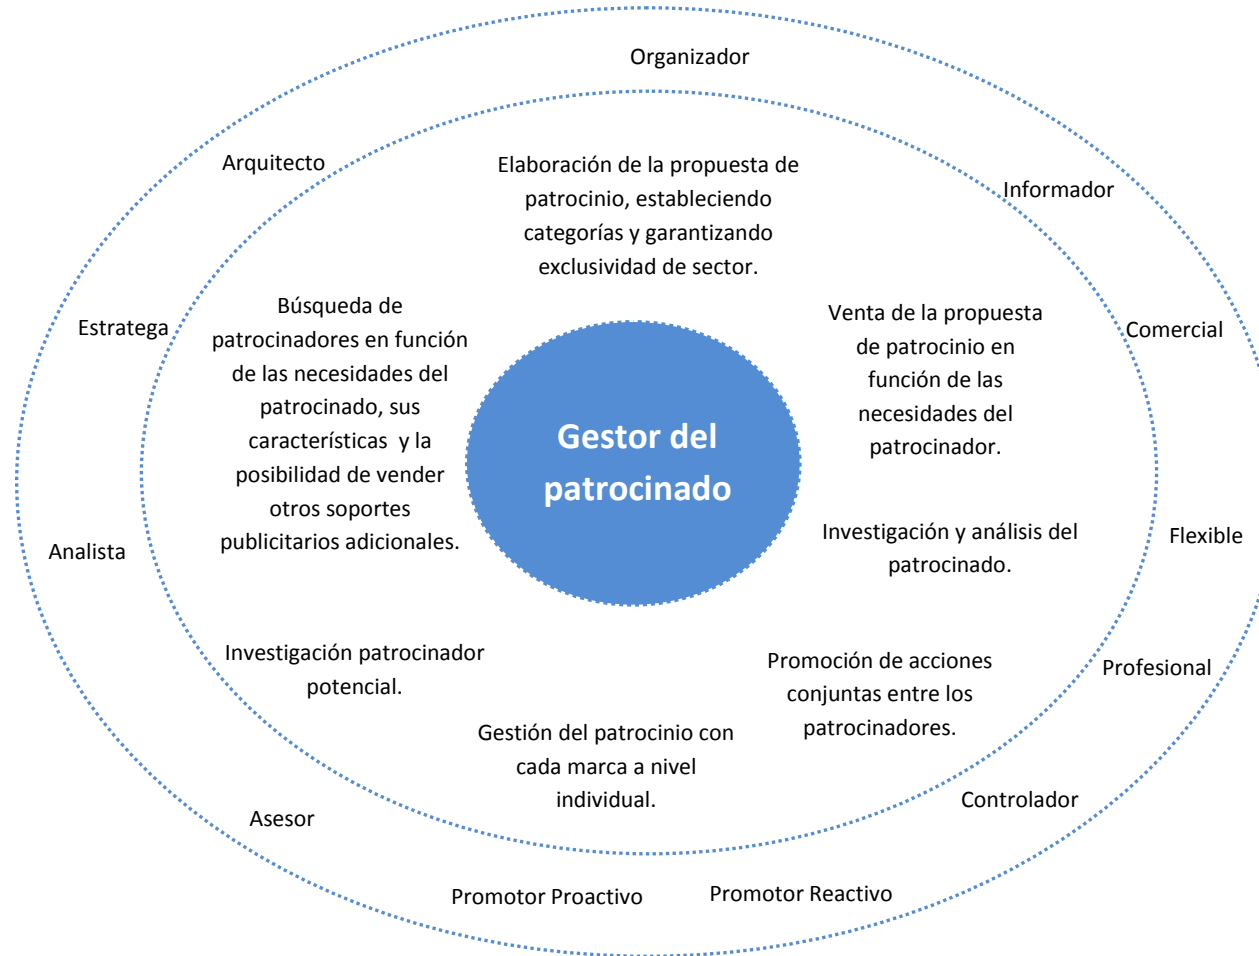 Organizador
Arquitecto
Informador
Elaboración de la propuesta de
patrocinio, estableciendo
categorías y garantizando
exclusividad de sector.
Estratega
Búsqueda de
patrocinadores en función
de las necesidades del
patrocinado, sus
características y la
posibilidad de vender
otros soportes
publicitarios adicionales.
Venta de la propuesta
de patrocinio en
función de las
necesidades del
patrocinador.
Comercial
Gestor del
patrocinado
Analista
Investigación y análisis del
patrocinado.
Flexible
Investigación patrocinador
potencial.
Promoción de acciones
conjuntas entre los
patrocinadores.
Profesional
Gestión del patrocinio con
cada marca a nivel
individual.
Asesor
Controlador
Promotor Proactivo
Promotor Reactivo